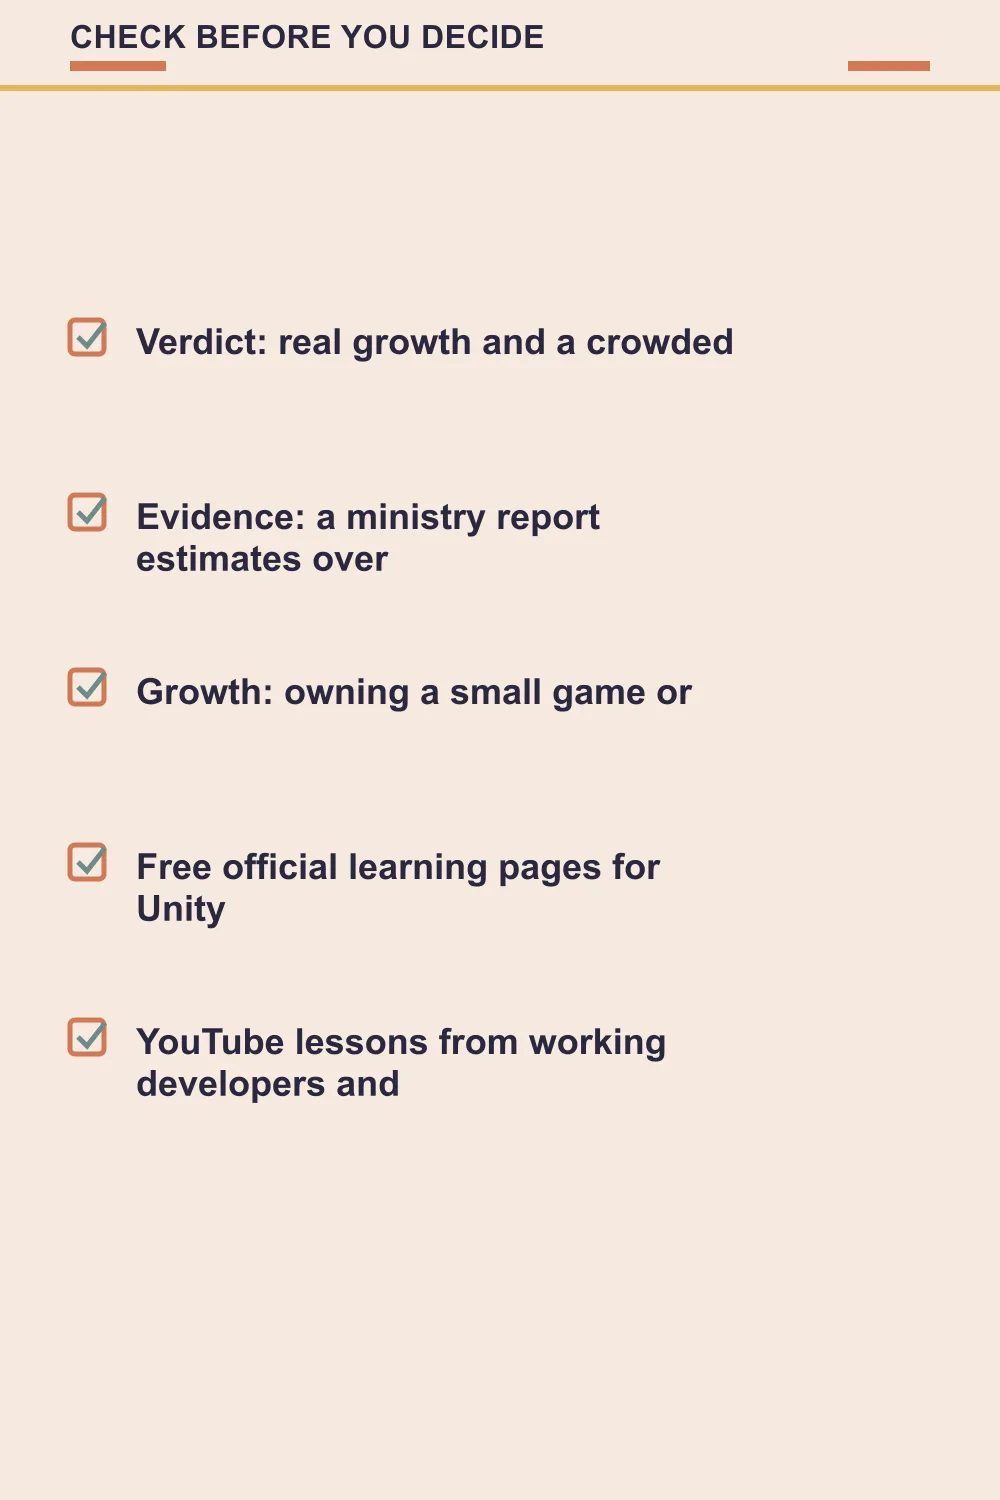 CHECK BEFORE YOU DECIDE
Verdict: real growth and a crowded
Evidence: a ministry report
estimates over
Growth: owning a small game or
Free official learning pages for
Unity
YouTube lessons from working
developers and